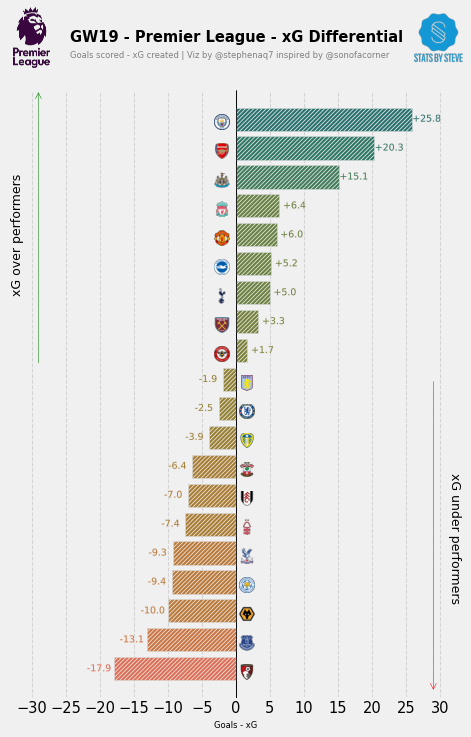 Premier
League
GW19 - Premier League - xG Differential
Goals scored - xG created | Viz by @stephenaq7 inspired by @sonofacorner
STATS BY STEVE
xG over performers
+25.8
+20.3
+15.1
+6.4
+6.0
+5.2
+5.0
+3.3
+1.7
-1.9
-2.5
-3.9
-6.4
-7.0
-7.4
-9.3
-9.4
-10.0
-13.1
-17.9
xG under performers
−30 −25 −20 −15 −10 −5 0 5 10 15 20 25 30
Goals - xG